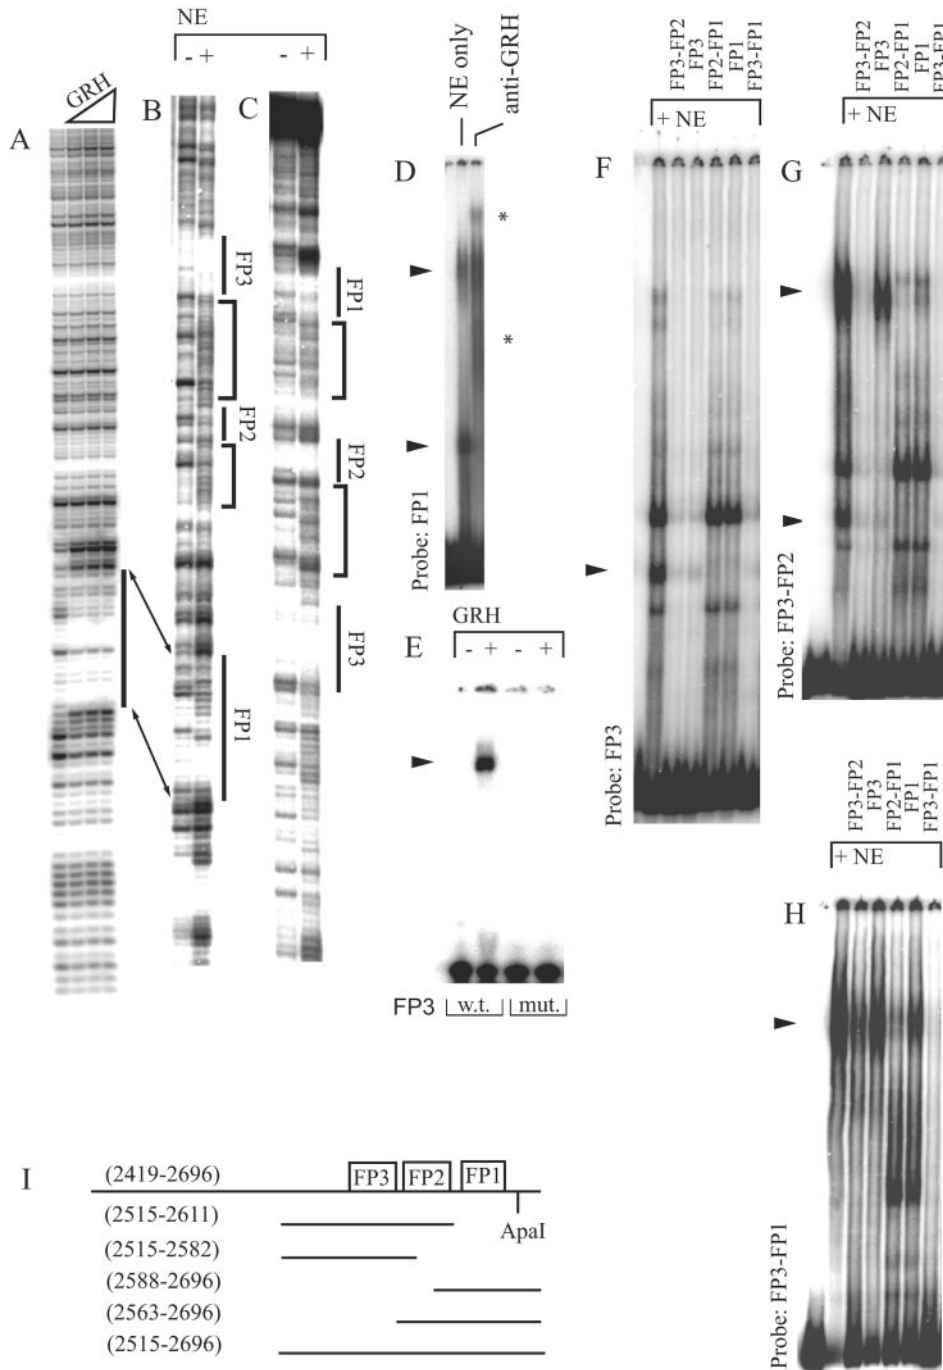 NE
- +
- +
A
GRH
B
C
FP3
FP2
FP1
FP1
FP2
FP3
D
NE only
anti-GRH
*
*
Probe: FP1
E
GRH
- + - +
FP3
w.t.
mut.
F
FP3-FP2
FP3
FP2-FP1
FP1
FP3-FP1
+ NE
Probe: FP3
G
FP3-FP2
FP3
FP2-FP1
FP1
FP3-FP1
+ NE
Probe: FP3-FP2
H
FP3-FP2
FP3
FP2-FP1
FP1
FP3-FP1
+ NE
Probe: FP3-FP1
I
(2419-2696)
FP3
FP2
FP1
ApaI
(2515-2611)
(2515-2582)
(2588-2696)
(2563-2696)
(2515-2696)